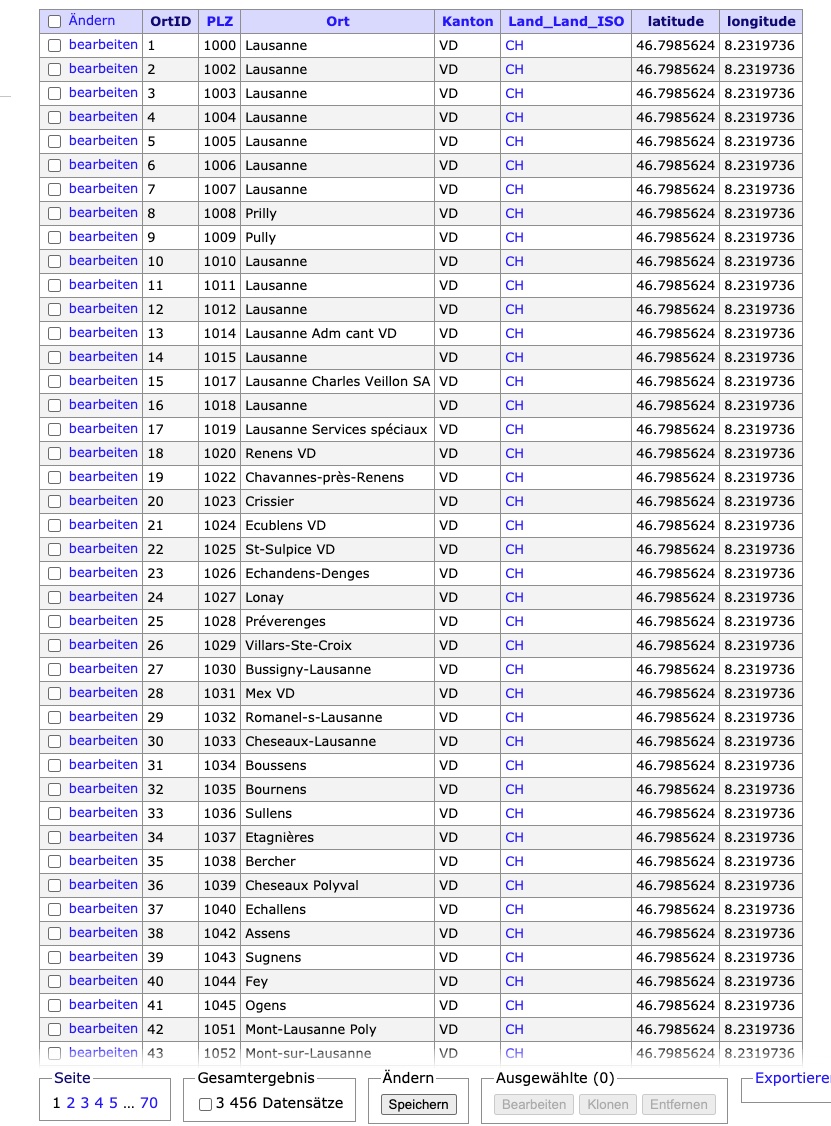 Ändern OrtID PLZ Ort Kanton Land_Land_ISO latitude longitude
bearbeiten 1 1000 Lausanne VD CH 46.7985624 8.2319736
bearbeiten 2 1002 Lausanne VD CH 46.7985624 8.2319736
bearbeiten 3 1003 Lausanne VD CH 46.7985624 8.2319736
bearbeiten 4 1004 Lausanne VD CH 46.7985624 8.2319736
bearbeiten 5 1005 Lausanne VD CH 46.7985624 8.2319736
bearbeiten 6 1006 Lausanne VD CH 46.7985624 8.2319736
bearbeiten 7 1007 Lausanne VD CH 46.7985624 8.2319736
bearbeiten 8 1008 Prilly VD CH 46.7985624 8.2319736
bearbeiten 9 1009 Pully VD CH 46.7985624 8.2319736
bearbeiten 10 1010 Lausanne VD CH 46.7985624 8.2319736
bearbeiten 11 1011 Lausanne VD CH 46.7985624 8.2319736
bearbeiten 12 1012 Lausanne VD CH 46.7985624 8.2319736
bearbeiten 13 1014 Lausanne Adm cant VD VD CH 46.7985624 8.2319736
bearbeiten 14 1015 Lausanne VD CH 46.7985624 8.2319736
bearbeiten 15 1017 Lausanne Charles Veillon SA VD CH 46.7985624 8.2319736
bearbeiten 16 1018 Lausanne VD CH 46.7985624 8.2319736
bearbeiten 17 1019 Lausanne Services spéciaux VD CH 46.7985624 8.2319736
bearbeiten 18 1020 Renens VD VD CH 46.7985624 8.2319736
bearbeiten 19 1022 Chavannes-près-Renens VD CH 46.7985624 8.2319736
bearbeiten 20 1023 Crissier VD CH 46.7985624 8.2319736
bearbeiten 21 1024 Ecublens VD VD CH 46.7985624 8.2319736
bearbeiten 22 1025 St-Sulpice VD VD CH 46.7985624 8.2319736
bearbeiten 23 1026 Echandens-Denges VD CH 46.7985624 8.2319736
bearbeiten 24 1027 Lonay VD CH 46.7985624 8.2319736
bearbeiten 25 1028 Préverenges VD CH 46.7985624 8.2319736
bearbeiten 26 1029 Villars-Ste-Croix VD CH 46.7985624 8.2319736
bearbeiten 27 1030 Bussigny-Lausanne VD CH 46.7985624 8.2319736
bearbeiten 28 1031 Mex VD VD CH 46.7985624 8.2319736
bearbeiten 29 1032 Romanel-s-Lausanne VD CH 46.7985624 8.2319736
bearbeiten 30 1033 Cheseaux-Lausanne VD CH 46.7985624 8.2319736
bearbeiten 31 1034 Boussens VD CH 46.7985624 8.2319736
bearbeiten 32 1035 Bournens VD CH 46.7985624 8.2319736
bearbeiten 33 1036 Sullens VD CH 46.7985624 8.2319736
bearbeiten 34 1037 Etagnières VD CH 46.7985624 8.2319736
bearbeiten 35 1038 Bercher VD CH 46.7985624 8.2319736
bearbeiten 36 1039 Cheseaux Polyval VD CH 46.7985624 8.2319736
bearbeiten 37 1040 Echallens VD CH 46.7985624 8.2319736
bearbeiten 38 1042 Assens VD CH 46.7985624 8.2319736
bearbeiten 39 1043 Sugnens VD CH 46.7985624 8.2319736
bearbeiten 40 1044 Fey VD CH 46.7985624 8.2319736
bearbeiten 41 1045 Ogens VD CH 46.7985624 8.2319736
bearbeiten 42 1051 Mont-Lausanne Poly VD CH 46.7985624 8.2319736
bearbeiten 43 1052 Mont-sur-Lausanne VD CH 46.7985624 8.2319736
Seite Gesamtergebnis Ändern Ausgewählte (0) Exportieren
1 2 3 4 5 ... 70 3 456 Datensätze Speichern Bearbeiten Klonen Entfernen